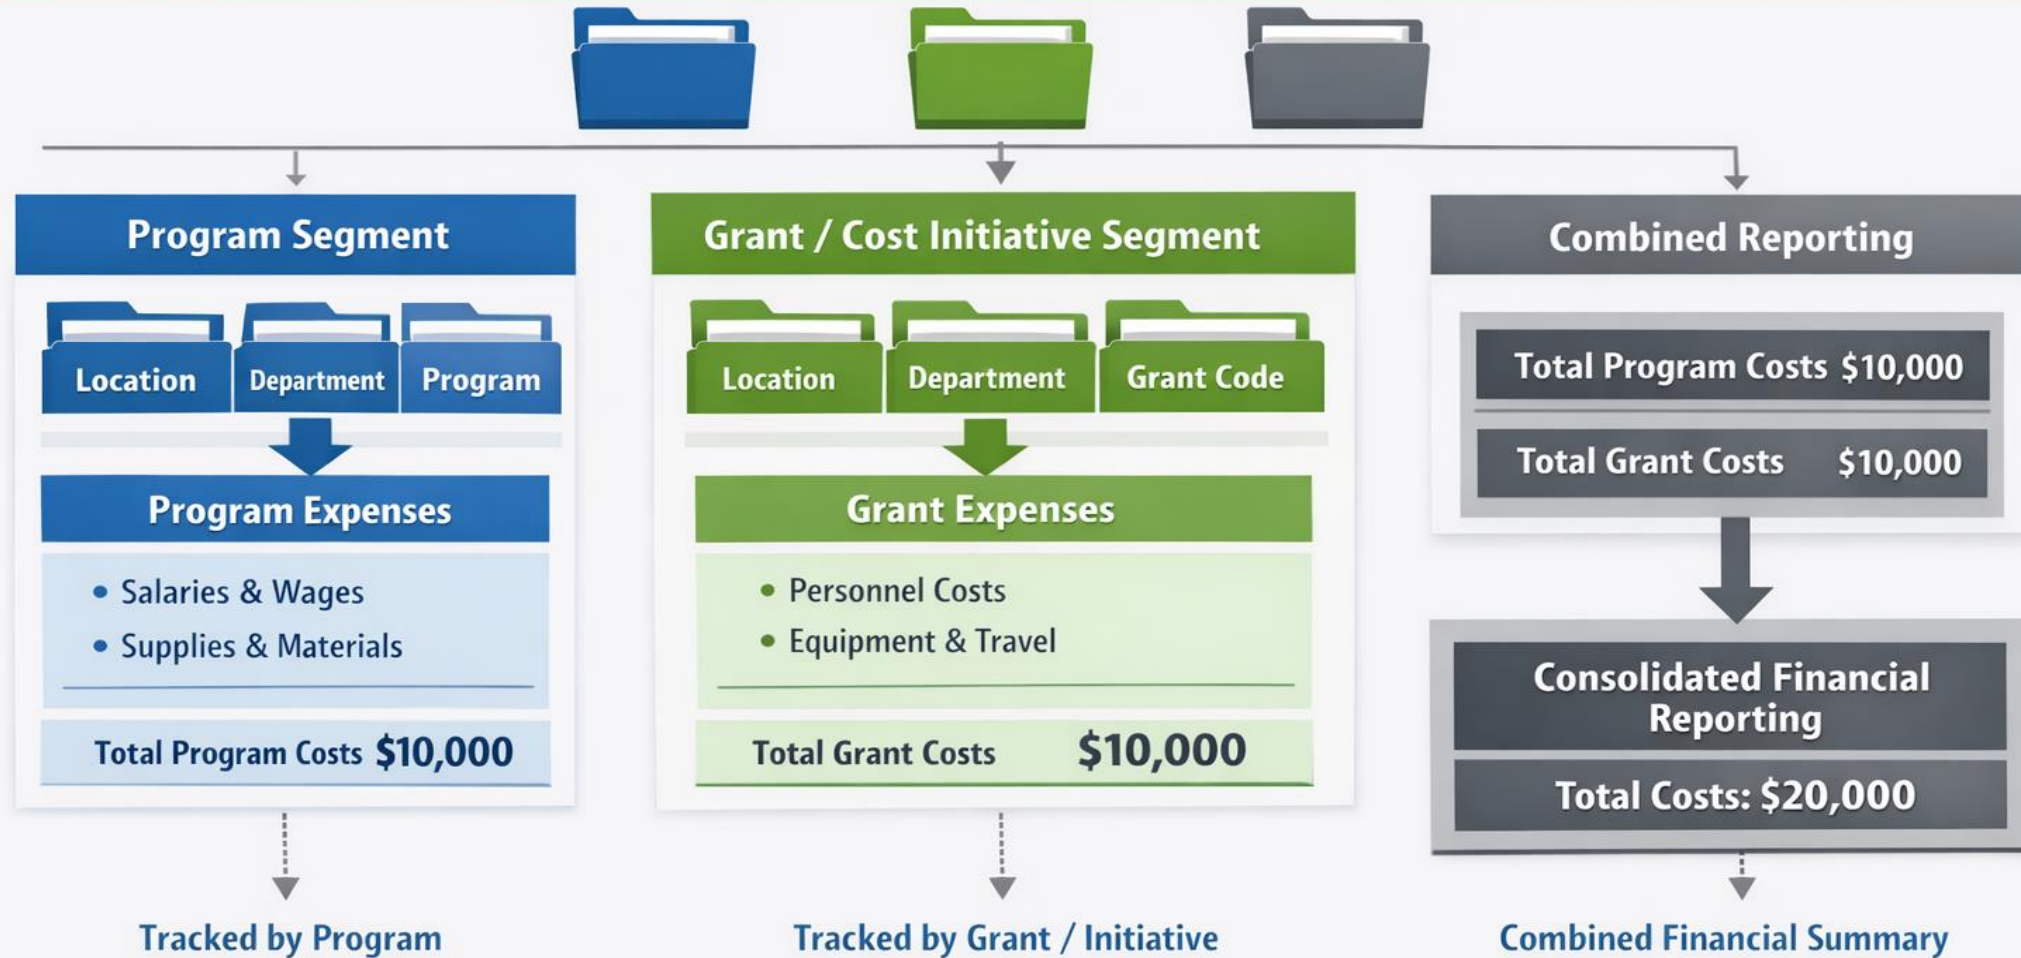 Program Segment
Location
Department
Program
Program Expenses
• Salaries & Wages
• Supplies & Materials
Total Program Costs $10,000
Tracked by Program
Grant / Cost Initiative Segment
Location
Department
Grant Code
Grant Expenses
• Personnel Costs
• Equipment & Travel
Total Grant Costs $10,000
Tracked by Grant / Initiative
Combined Reporting
Total Program Costs $10,000
Total Grant Costs $10,000
Consolidated Financial
Reporting
Total Costs: $20,000
Combined Financial Summary